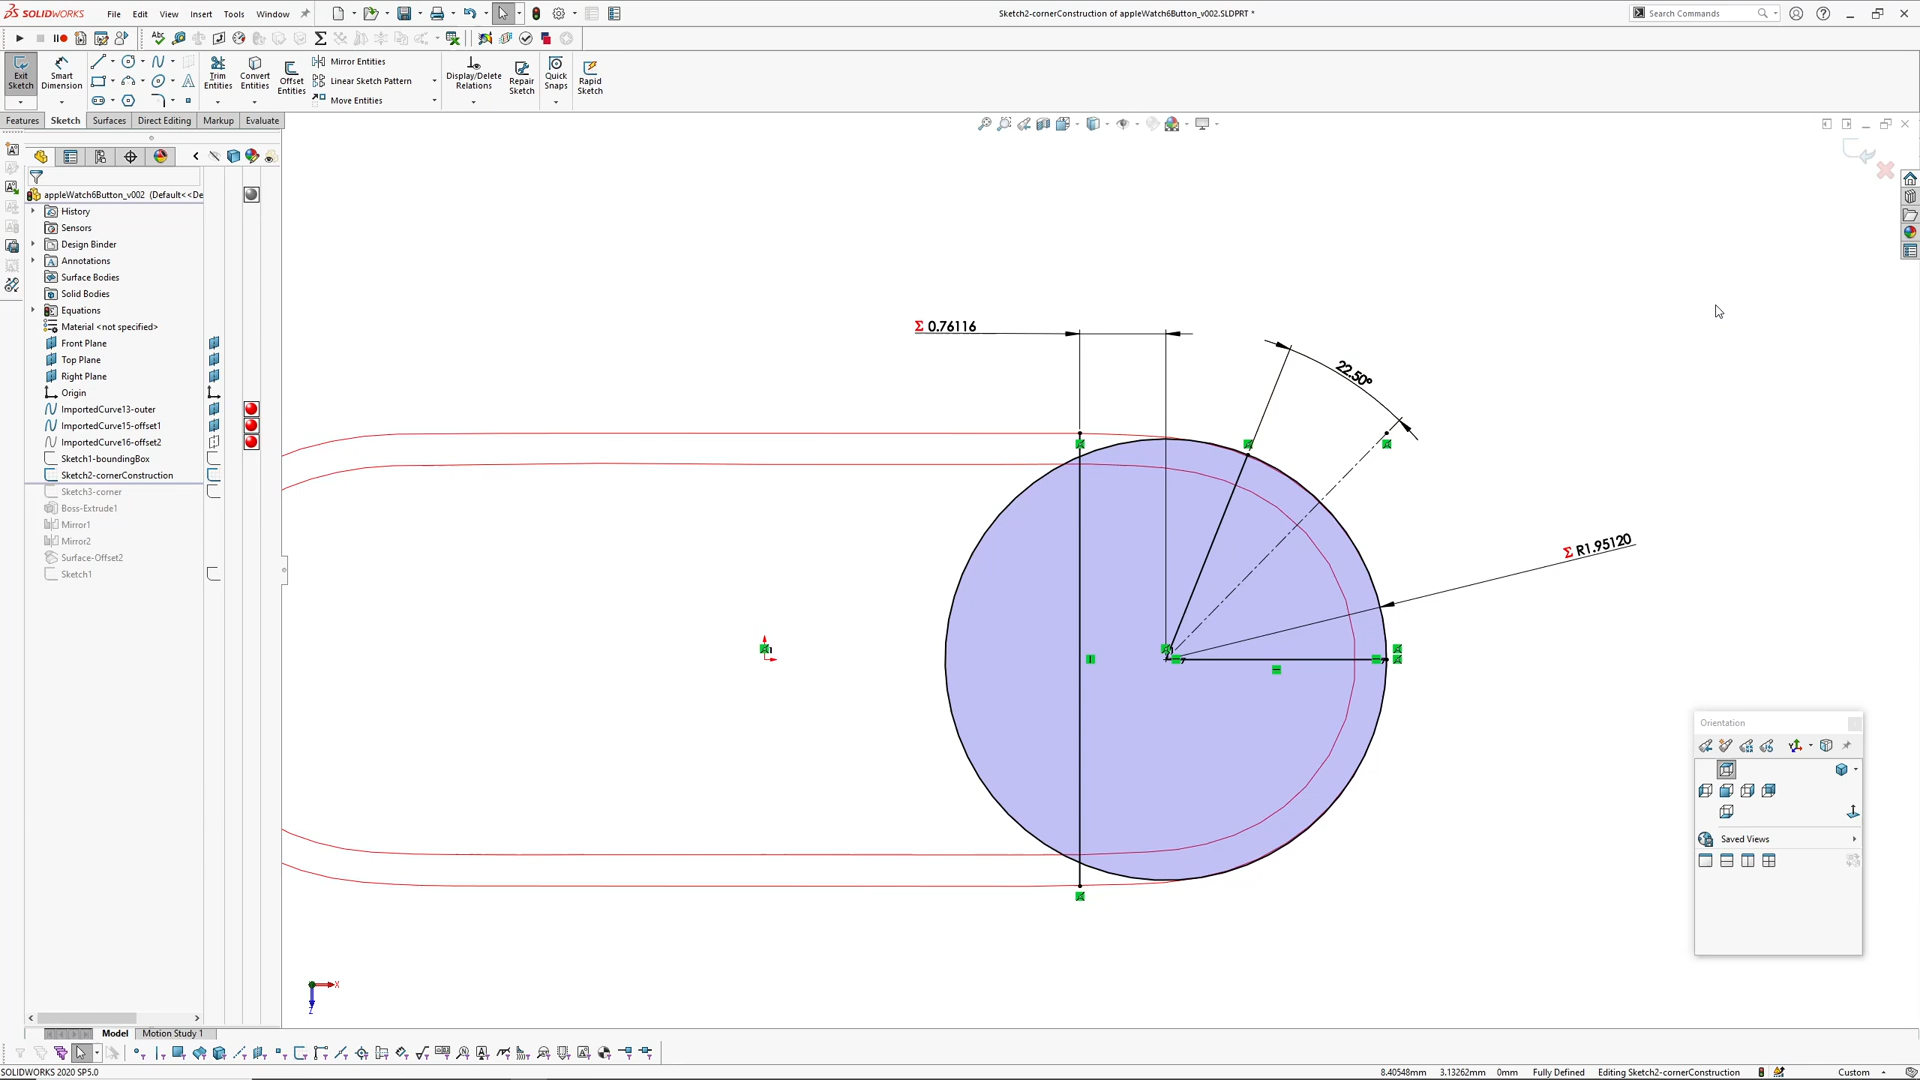 SOLIDWORKS File Edit View Insert Tools Window
Sketch2-cornerConstruction of appleWatch6Button_v002.SLDPRT *
Search Commands
Exit Sketch
Smart Dimension
Trim Entities
Convert Entities
Offset Entities
Mirror Entities
Linear Sketch Pattern
Move Entities
Display/Delete Relations
Repair Sketch
Quick Snaps
Rapid Sketch
Features Sketch Surfaces Direct Editing Markup Evaluate
appleWatch6Button_v002 (Default<<De
History
Sensors
Design Binder
Annotations
Surface Bodies
Solid Bodies
Equations
Material <not specified>
Front Plane
Top Plane
Right Plane
Origin
ImportedCurve13-outer
ImportedCurve15-offset1
ImportedCurve16-offset2
Sketch1-boundingBox
Sketch2-cornerConstruction
Sketch3-corner
Boss-Extrude1
Mirror1
Mirror2
Surface-Offset2
Sketch1
Σ 0.76116
22.50°
Σ R1.95120
X
Z
Orientation
Saved Views
Model Motion Study 1
SOLIDWORKS 2020 SP5.0
8.40548mm 3.13262mm 0mm Fully Defined Editing Sketch2-cornerConstruction Custom